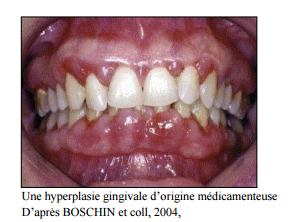 Une hyperplasie gingivale d'origine médicamenteuse
D'après BOSCHIN et coll, 2004,